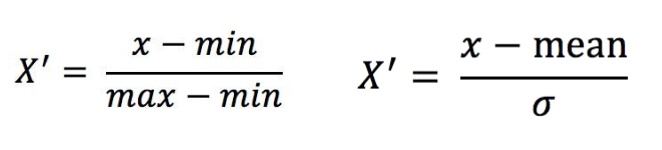 X' = (x − min) / (max − min)
X' = (x − mean) / σ